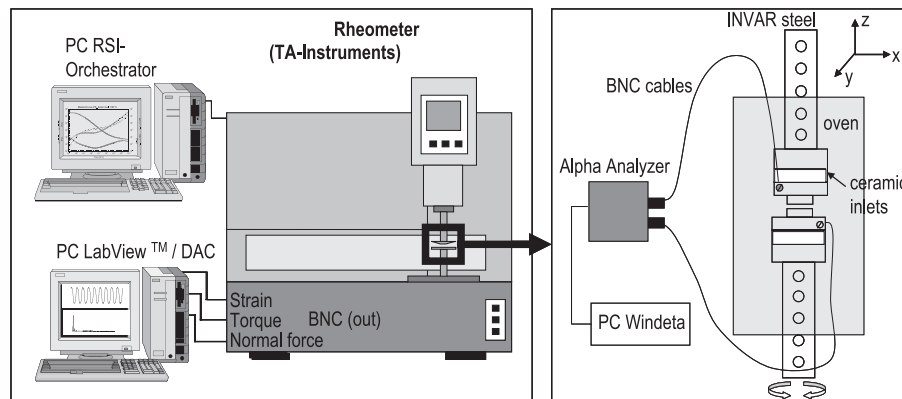 PC RSI-
Orchestrator
Rheometer
(TA-Instruments)
PC LabView ™ / DAC
Strain
Torque
Normal force
BNC (out)
INVAR steel
z
x
y
BNC cables
oven
Alpha Analyzer
ceramic
inlets
PC Windeta